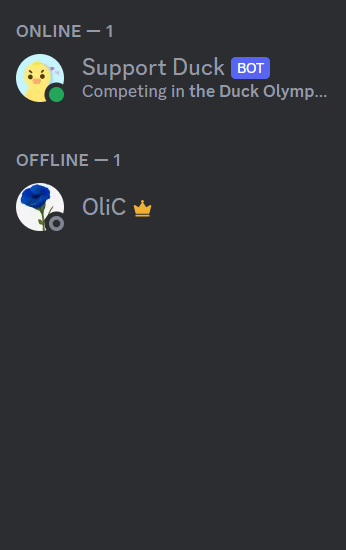 ONLINE — 1
Support Duck BOT
Competing in the Duck Olymp...
OFFLINE — 1
OliC